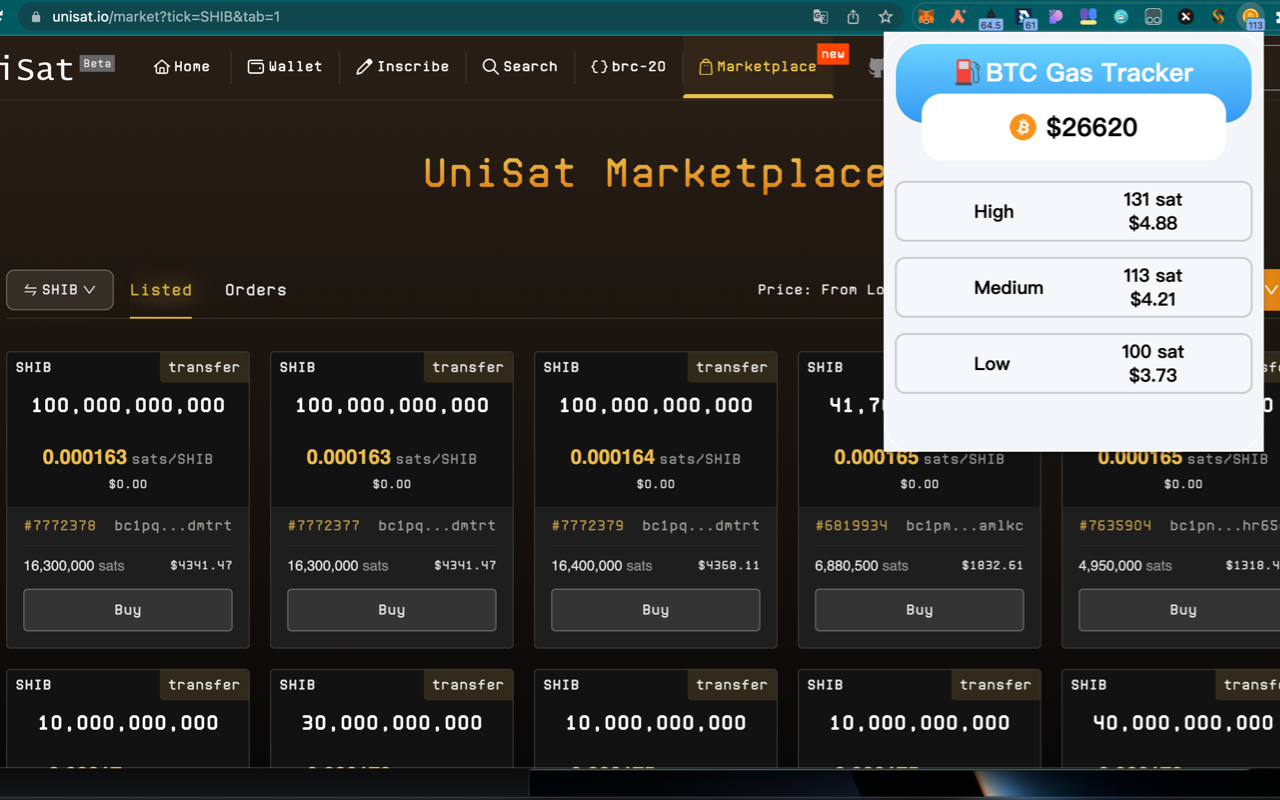 unisat.io/market?tick=SHIB&tab=1
64.5
61
113
iSat Beta
Home
Wallet
Inscribe
Search
{}brc-20
Marketplace
new
UniSat Marketplace
BTC Gas Tracker
$26620
High
131 sat
$4.88
Medium
113 sat
$4.21
Low
100 sat
$3.73
SHIB
Listed
Orders
Price: From Lo
SHIB transfer
100,000,000,000
0.000163 sats/SHIB
$0.00
#7772378 bc1pq...dmtrt
16,300,000 sats $4341.47
Buy
SHIB transfer
100,000,000,000
0.000163 sats/SHIB
$0.00
#7772377 bc1pq...dmtrt
16,300,000 sats $4341.47
Buy
SHIB transfer
100,000,000,000
0.000164 sats/SHIB
$0.00
#7772379 bc1pq...dmtrt
16,400,000 sats $4368.11
Buy
SHIB
0.000165 sats/SHIB
$0.00
#6819934 bc1pm...amlkc
6,880,500 sats $1832.61
Buy
0.000165 sats/SHIB
$0.00
#7635904 bc1pn...hr65
4,950,000 sats $1318.4
Buy
SHIB transfer
10,000,000,000
SHIB transfer
30,000,000,000
SHIB transfer
10,000,000,000
SHIB transfer
10,000,000,000
SHIB transf
40,000,000,000